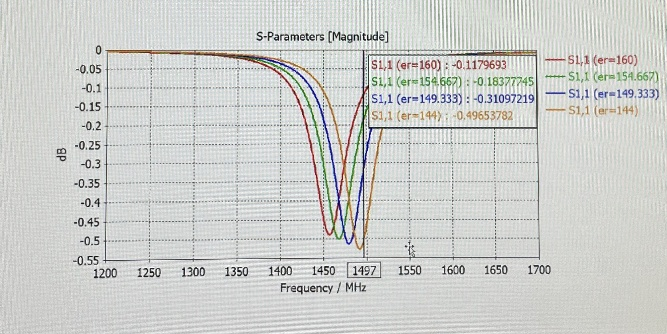 S-Parameters [Magnitude]
0
-0.05
-0.1
-0.15
-0.2
-0.25
-0.3
-0.35
-0.4
-0.45
-0.5
-0.55
dB
S1,1 (er=160) : -0.1179693
S1,1 (er=154.667) : -0.18377745
S1,1 (er=149.333) : -0.31097219
S1,1 (er=144) : -0.49653782
S1,1 (er=160)
S1,1 (er=154.667)
S1,1 (er=149.333)
S1,1 (er=144)
1200 1250 1300 1350 1400 1450 1497 1550 1600 1650 1700
Frequency / MHz